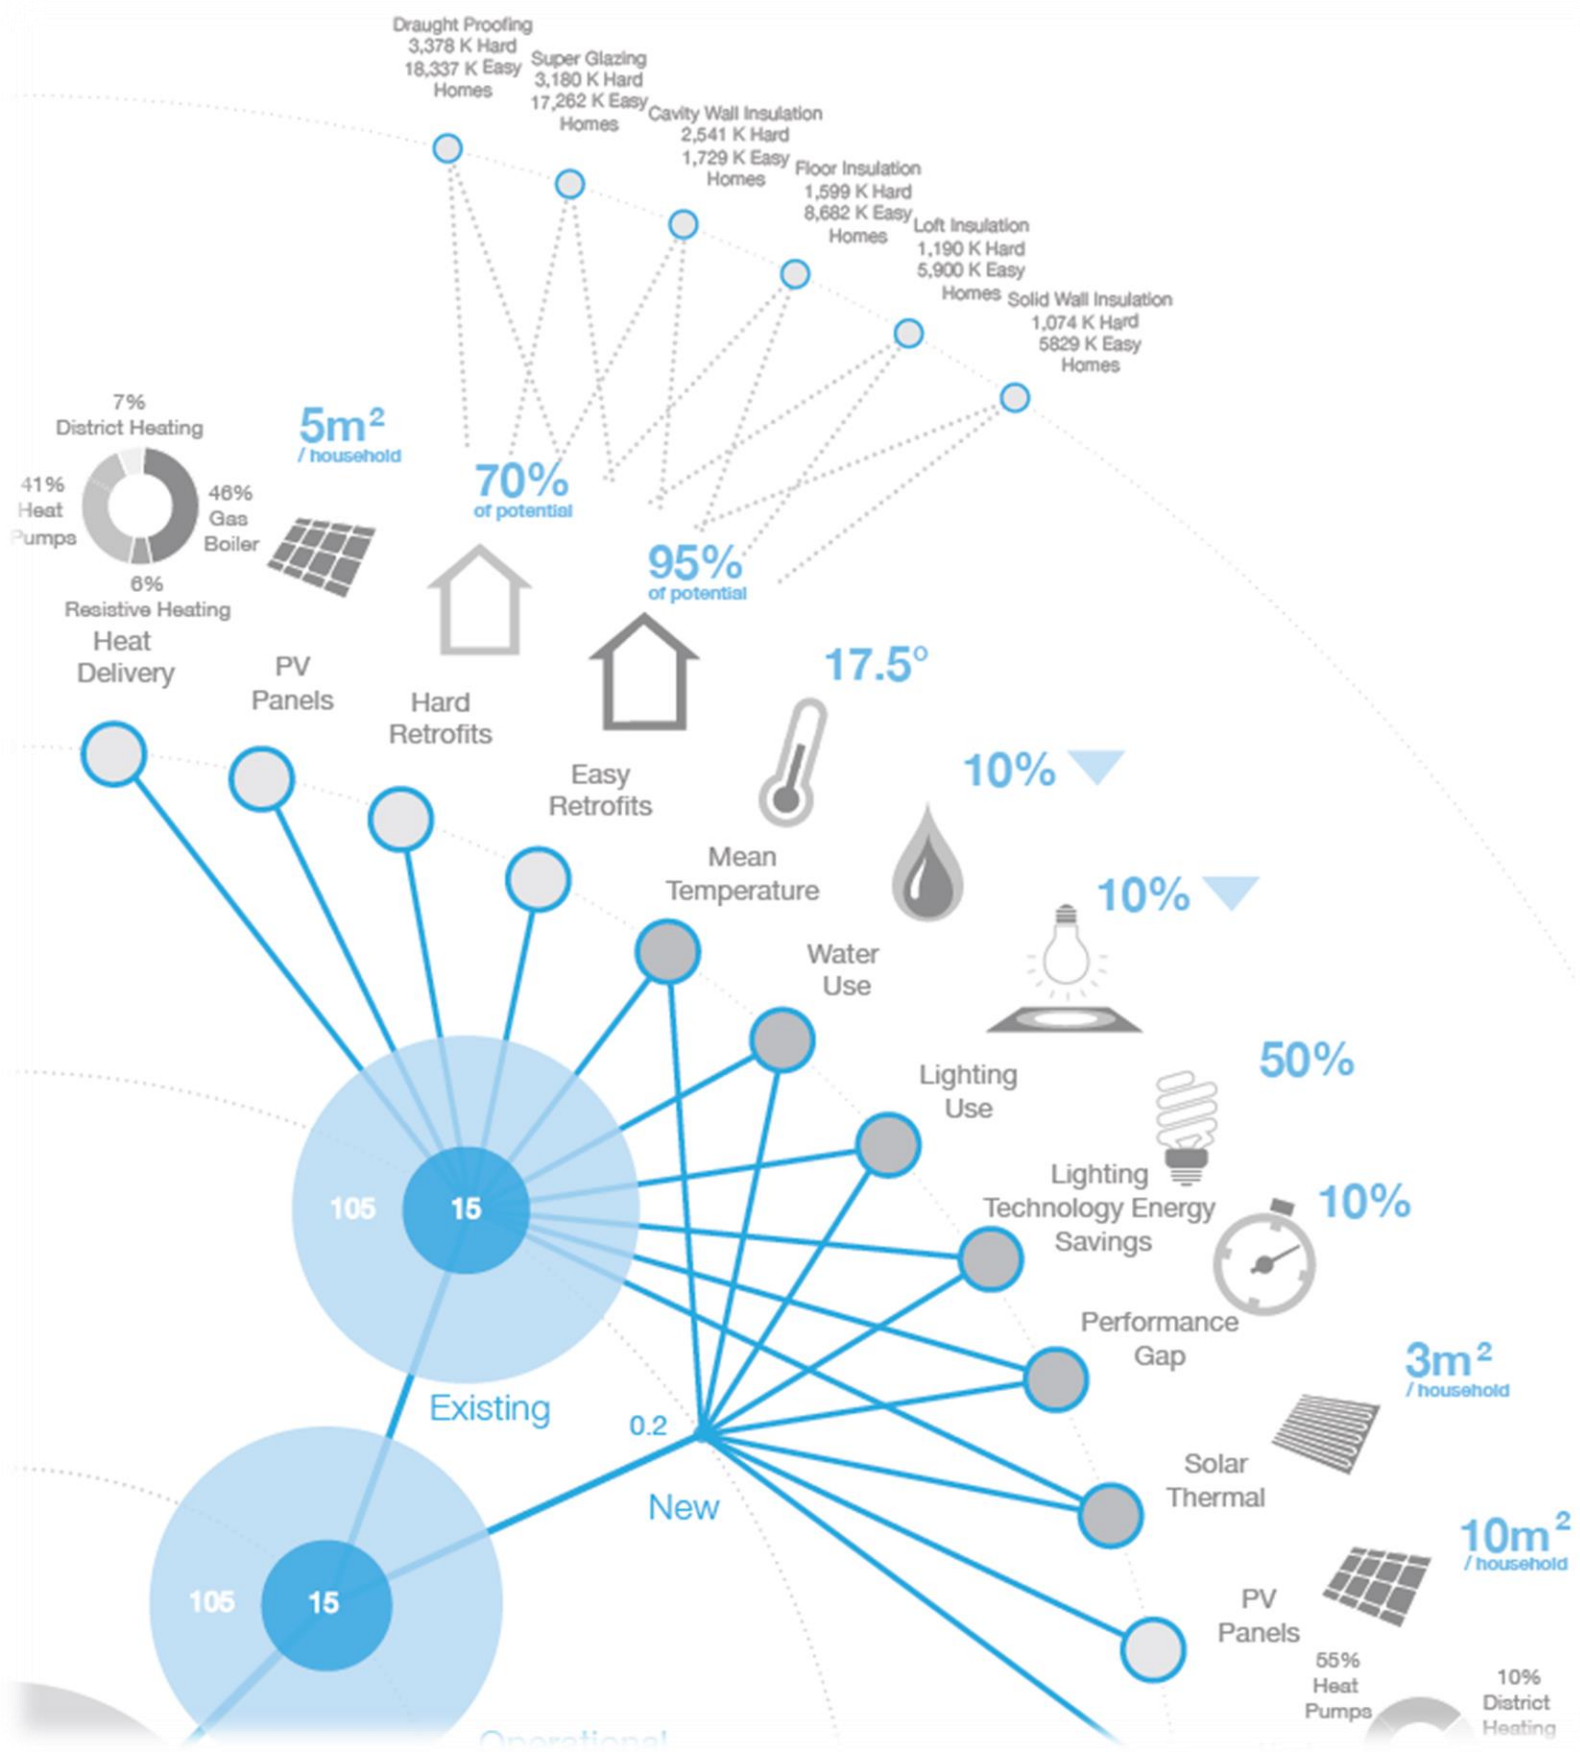 Draught Proofing
3,378 K Hard
18,337 K Easy
Homes
Super Glazing
3,180 K Hard
17,262 K Easy
Homes
Cavity Wall Insulation
2,541 K Hard
1,729 K Easy
Homes
Floor Insulation
1,599 K Hard
8,682 K Easy
Homes
Loft Insulation
1,190 K Hard
5,900 K Easy
Homes
Solid Wall Insulation
1,074 K Hard
5829 K Easy
Homes
7%
District Heating
41%
Heat
Pumps
46%
Gas
Boiler
6%
Resistive Heating
Heat
Delivery
5m²
/ household
PV
Panels
70%
of potential
Hard
Retrofits
95%
of potential
Easy
Retrofits
17.5°
Mean
Temperature
10%
Water
Use
10%
Lighting
Use
50%
Lighting
Technology Energy
Savings
10%
Performance
Gap
3m²
/ household
Solar
Thermal
10m²
/ household
PV
Panels
55%
Heat
Pumps
10%
District
Heating
105
15
Existing
0.2
New
105
15
Operational